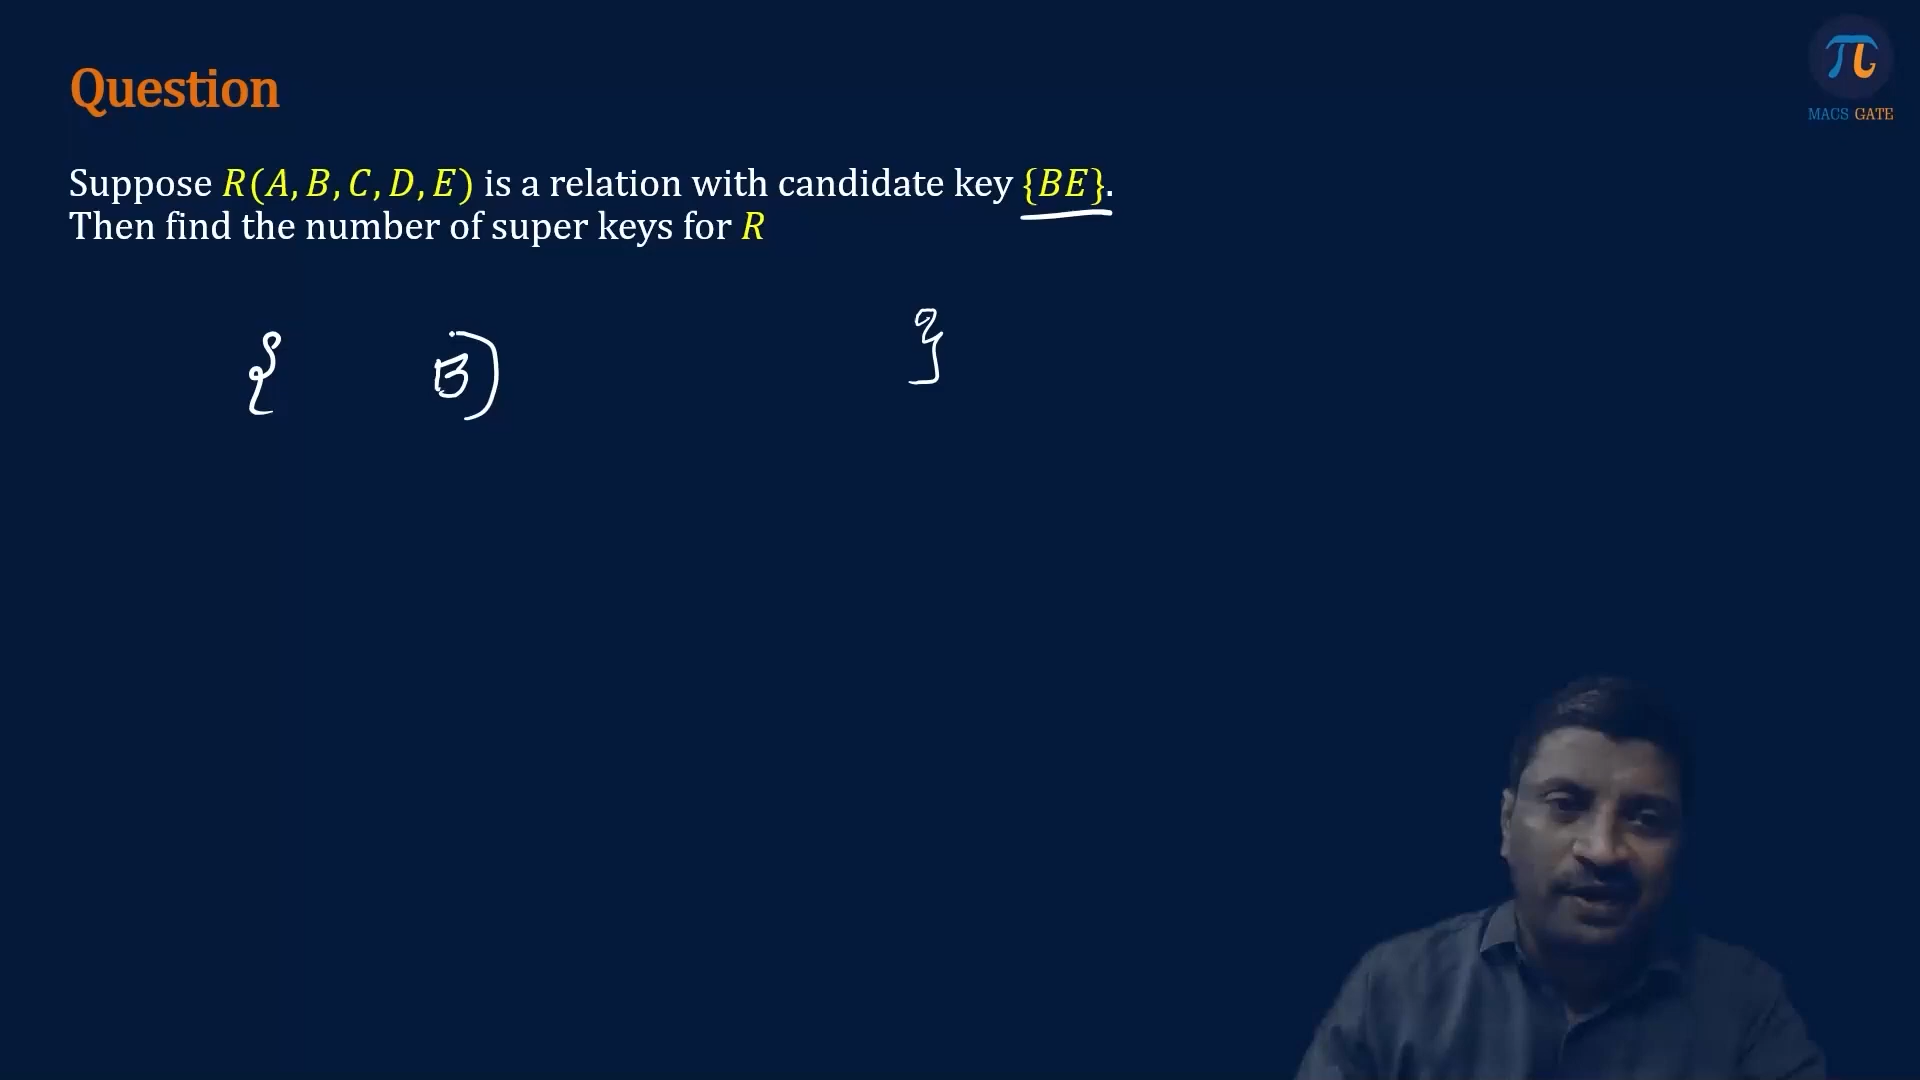 MACS GATE
Question
Suppose R(A, B, C, D, E) is a relation with candidate key {BE}.
Then find the number of super keys for R
{ B) }